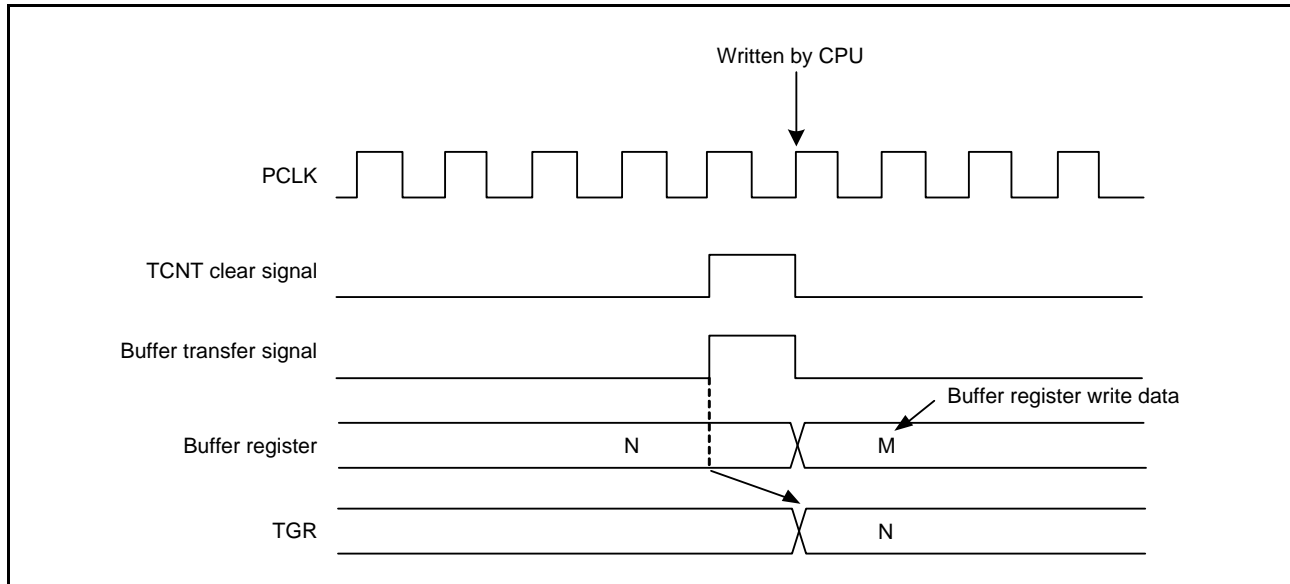 Written by CPU
PCLK
TCNT clear signal
Buffer transfer signal
Buffer register write data
Buffer register
N
M
TGR
N